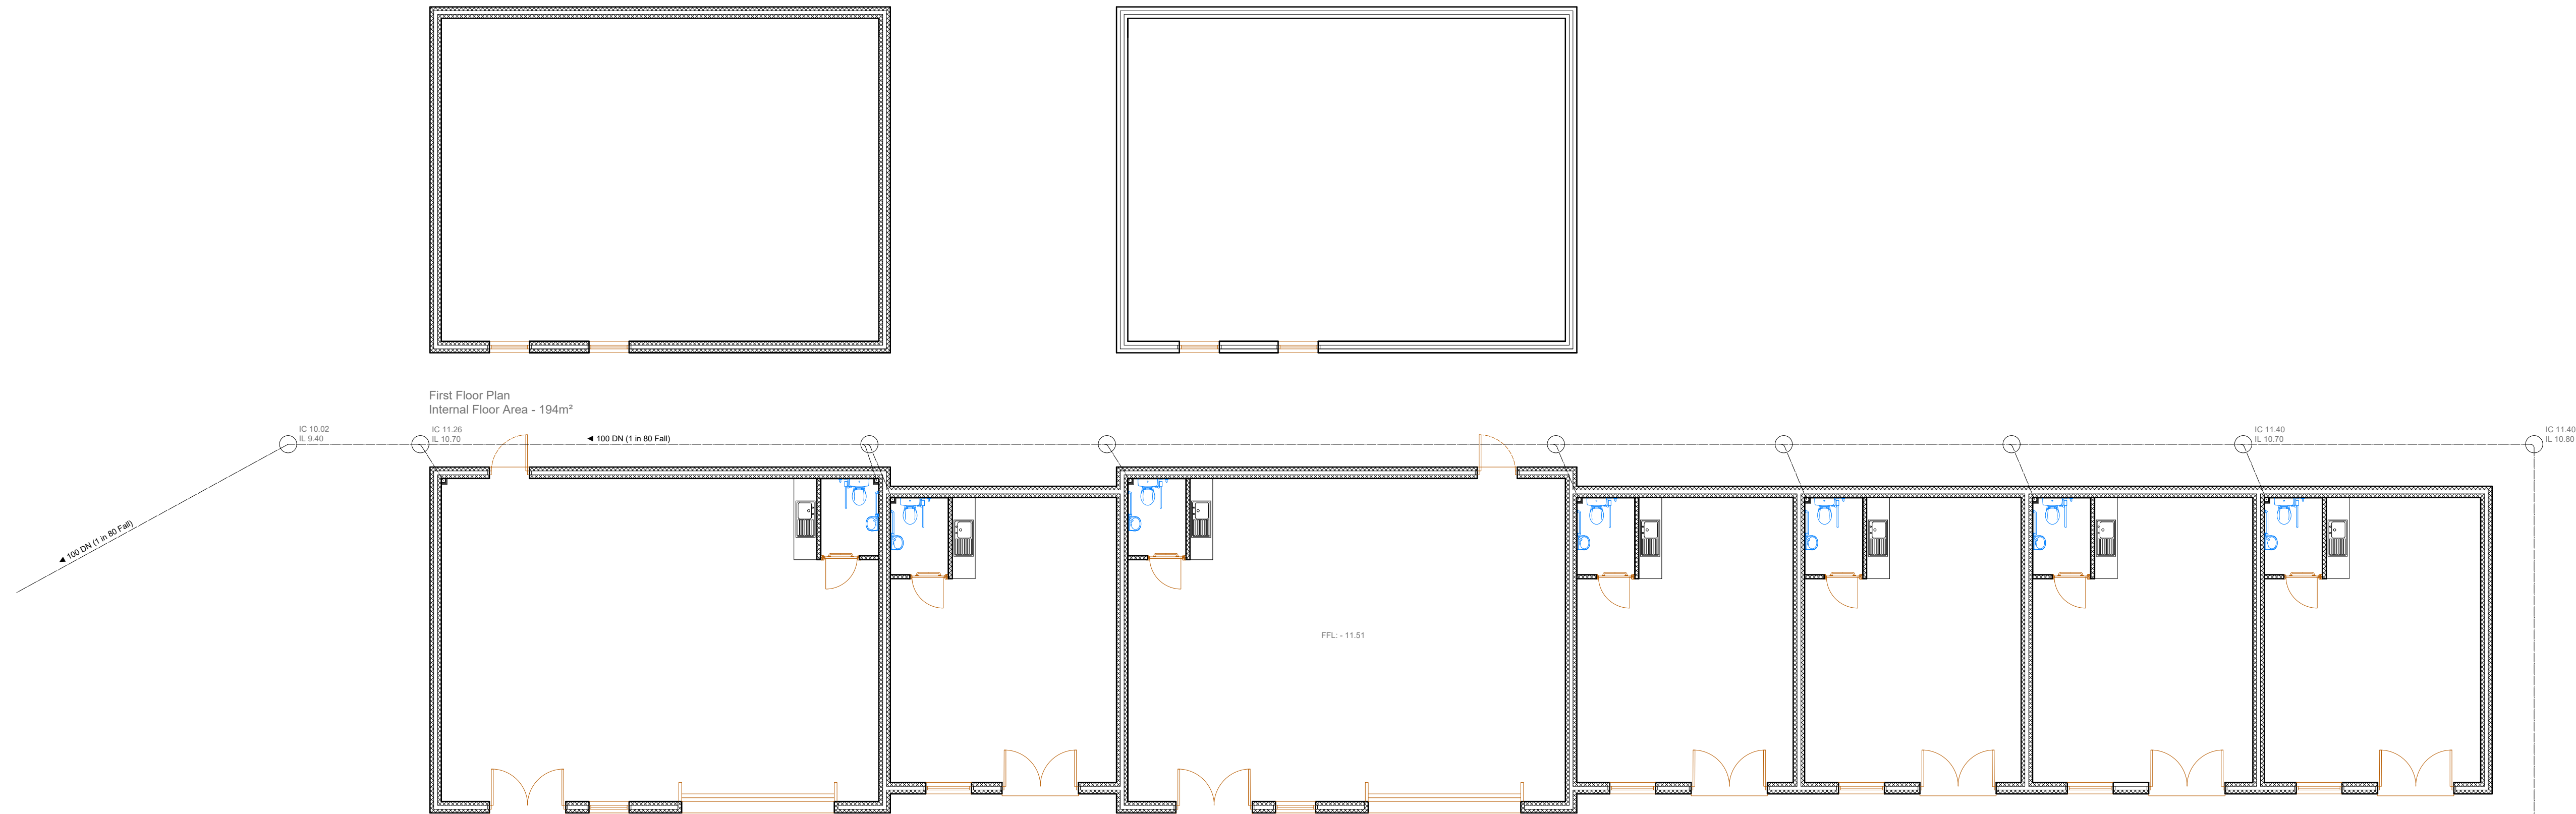 First Floor Plan
Internal Floor Area - 194m²
IC 10.02
IL 9.40
IC 11.26
IL 10.70
◄ 100 DN (1 in 80 Fall)
IC 11.40
IL 10.70
IC 11.40
IL 10.80
◄ 100 DN (1 in 80 Fall)
FFL: - 11.51